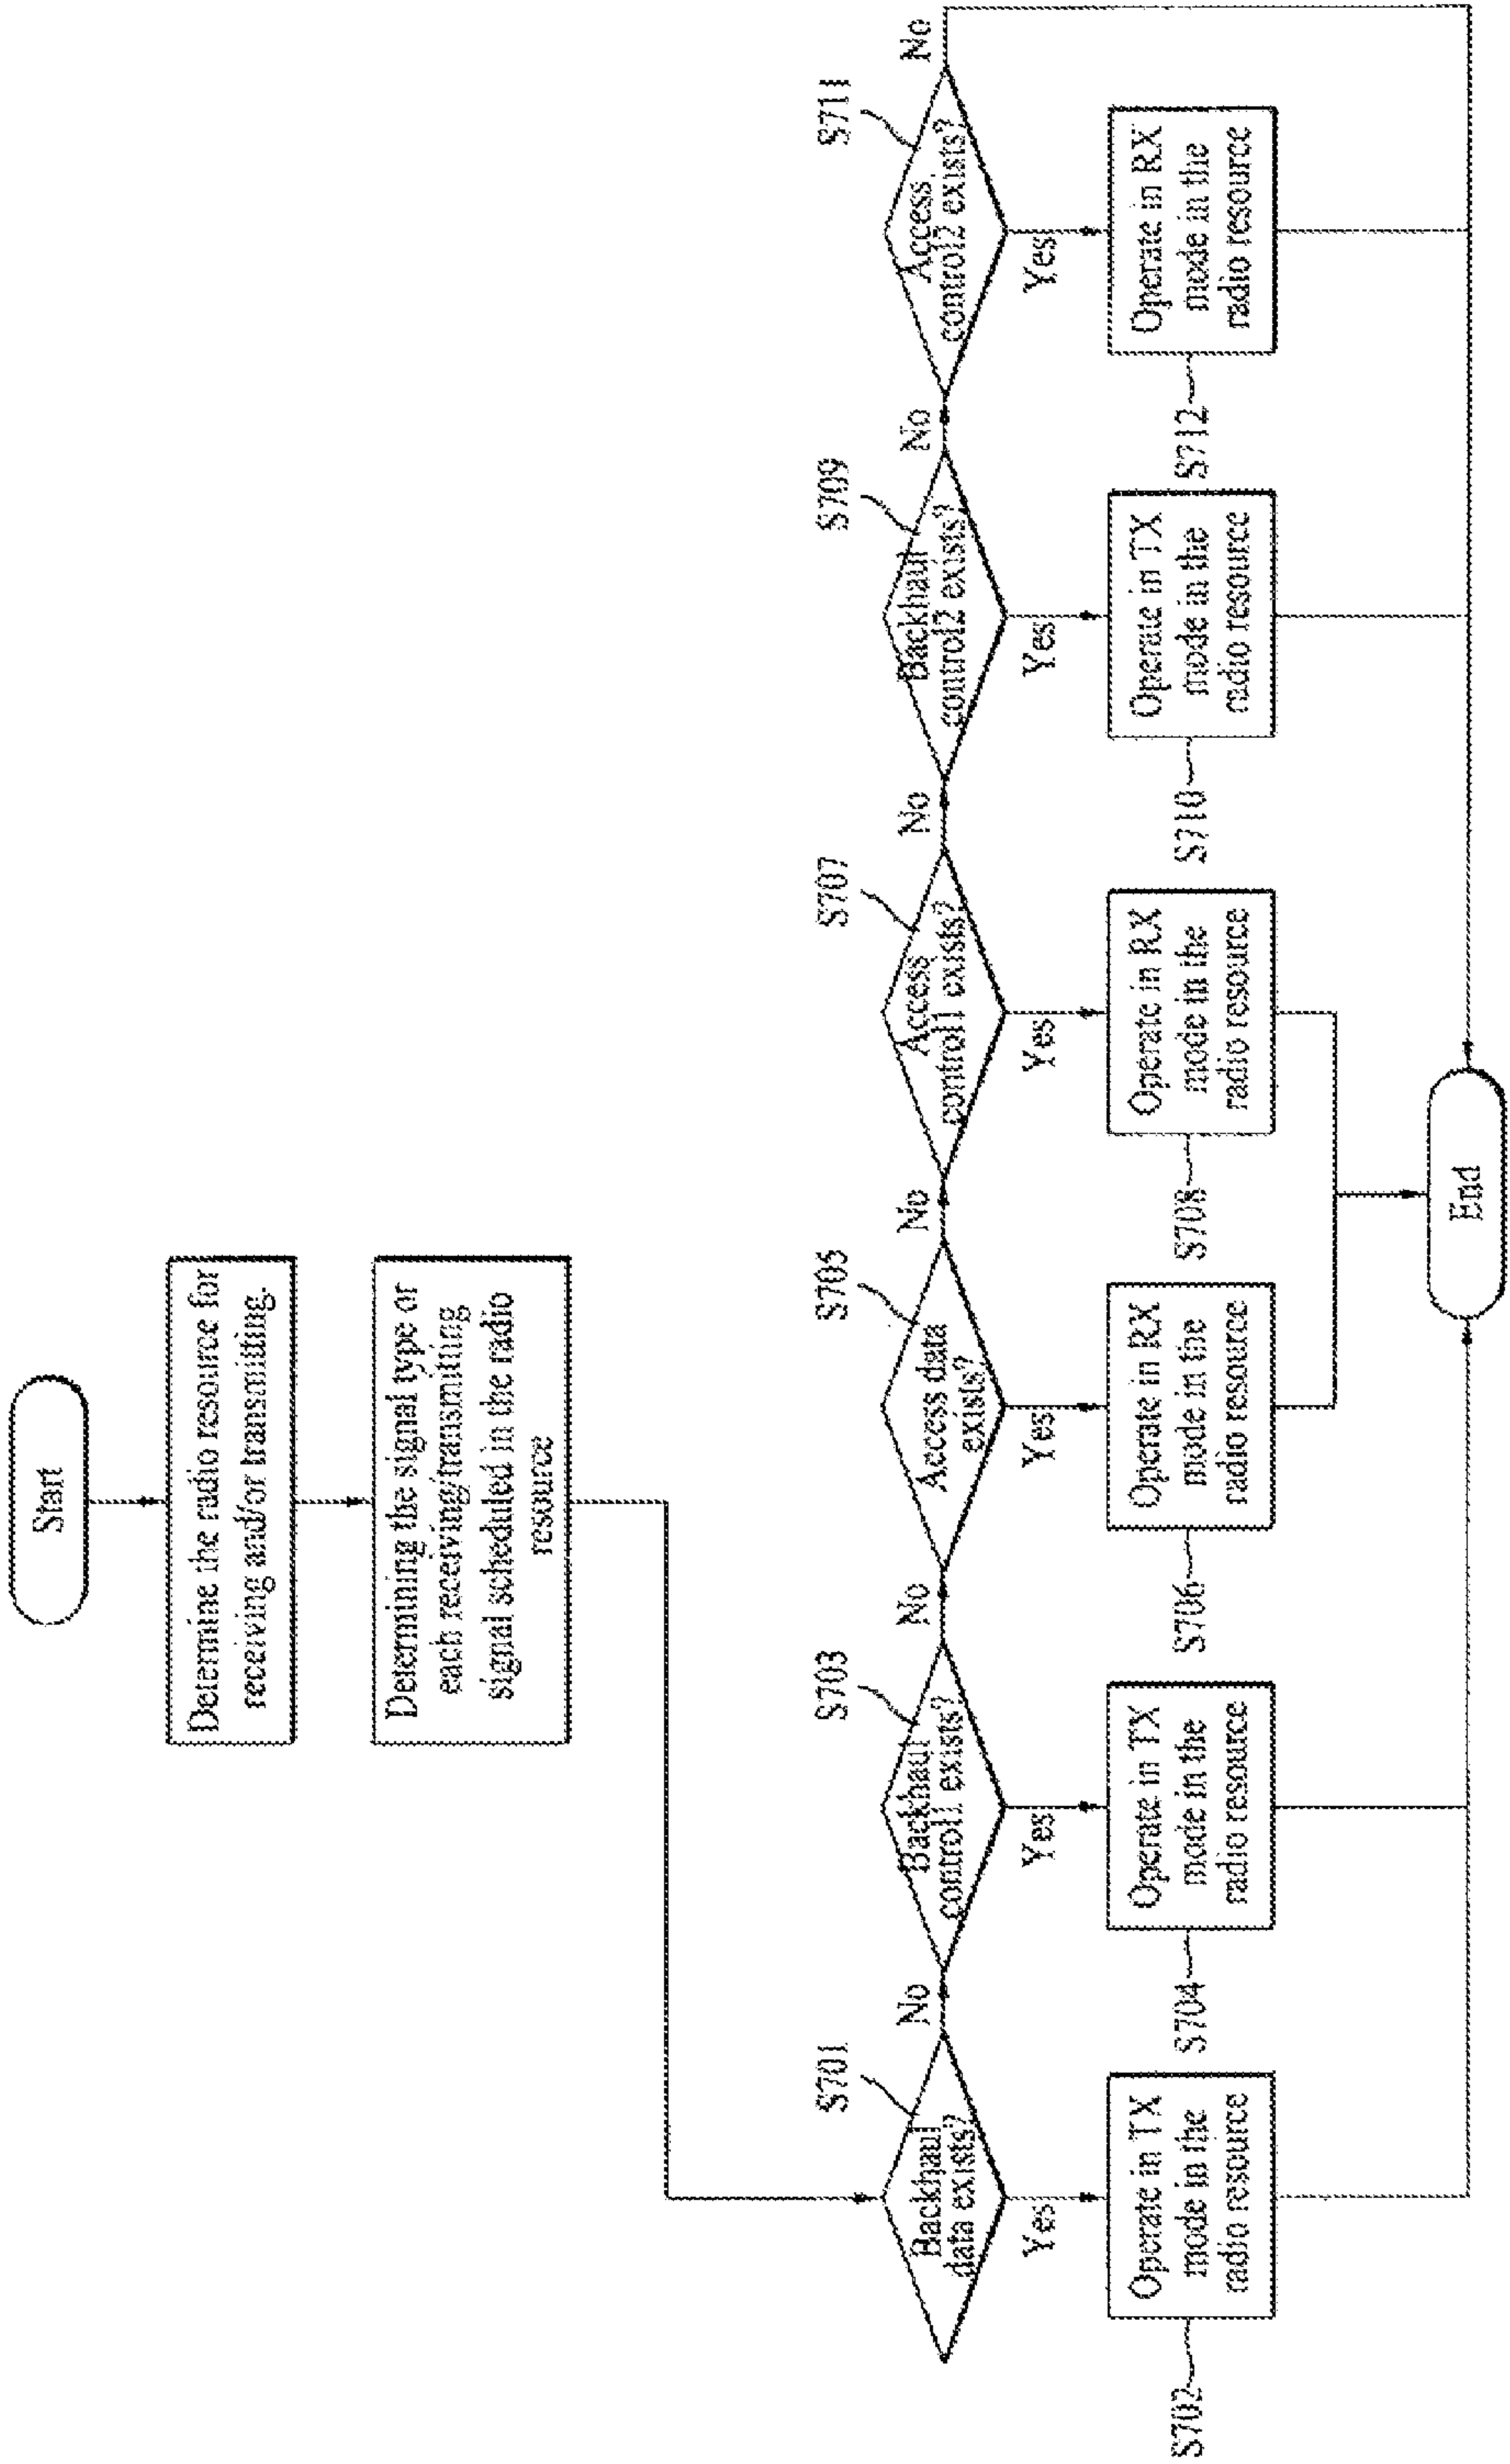 Start
Determine the radio resource for
receiving and/or transmitting.
Determining the signal type or
each receiving/transmitting
signal scheduled in the radio
resource
S701
Backhaul
data exists?
No
Yes
S702
Operate in TX
mode in the
radio resource
S703
Backhaul
control1 exists?
No
Yes
S704
Operate in TX
mode in the
radio resource
S705
Access data
exists?
No
Yes
S706
Operate in RX
mode in the
radio resource
S707
Access
control1 exists?
No
Yes
S708
Operate in RX
mode in the
radio resource
S709
Backhaul
control2 exists?
No
Yes
S710
Operate in TX
mode in the
radio resource
S711
Access
control2 exists?
No
Yes
S712
Operate in RX
mode in the
radio resource
End